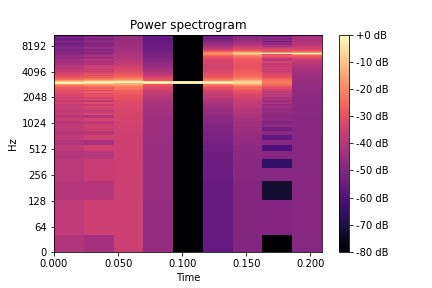 Power spectrogram
8192
4096
2048
1024
512
256
128
64
0
Hz
0.000 0.050 0.100 0.150 0.200
Time
+0 dB
-10 dB
-20 dB
-30 dB
-40 dB
-50 dB
-60 dB
-70 dB
-80 dB